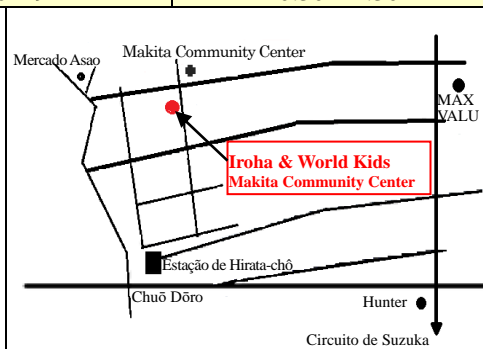 Makita Community Center
Mercado Asao
MAX
VALU
Iroha & World Kids
Makita Community Center
Estação de Hirata-chô
Chuō Dōro
Hunter
Circuito de Suzuka